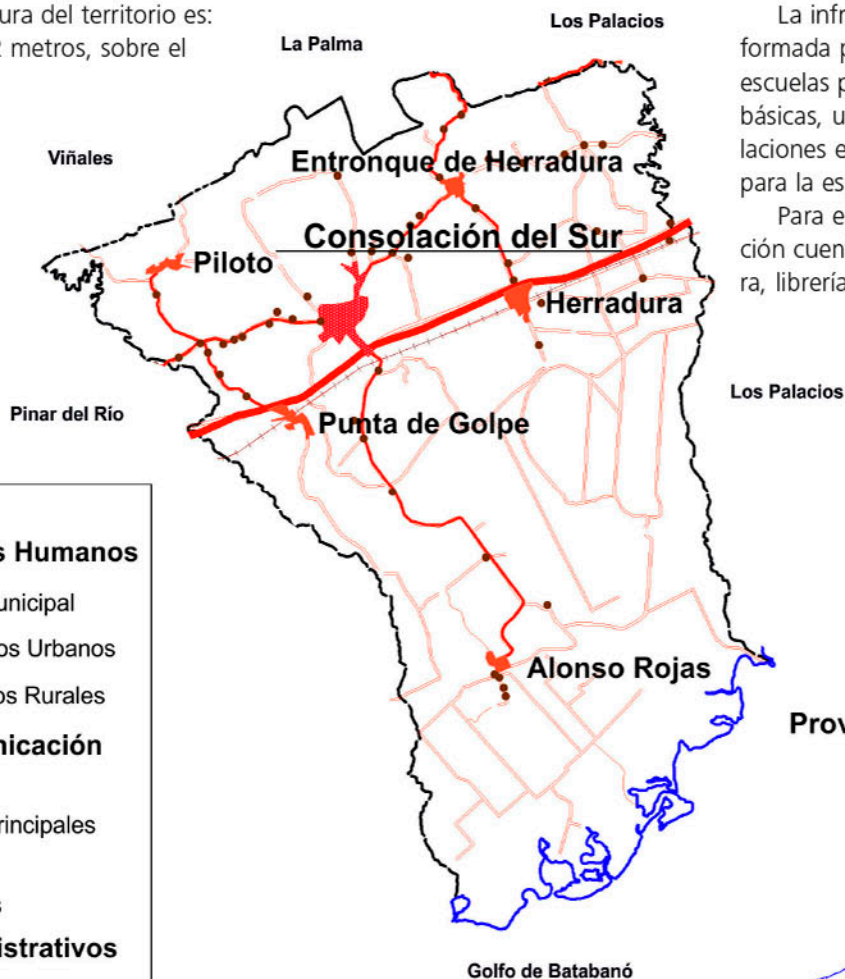 ura del territorio es:
2 metros, sobre el
La Palma
Los Palacios
Viñales
Entronque de Herradura
Consolación del Sur
Piloto
Herradura
Pinar del Río
Punta de Golpe
Los Palacios
Alonso Rojas
Golfo de Batabanó
La infr
formada p
escuelas p
básicas, u
laciones e
para la es
Para e
ción cuen
ra, librería
Prov
s Humanos
unicipal
os Urbanos
os Rurales
nicación
rincipales
s
istrativos